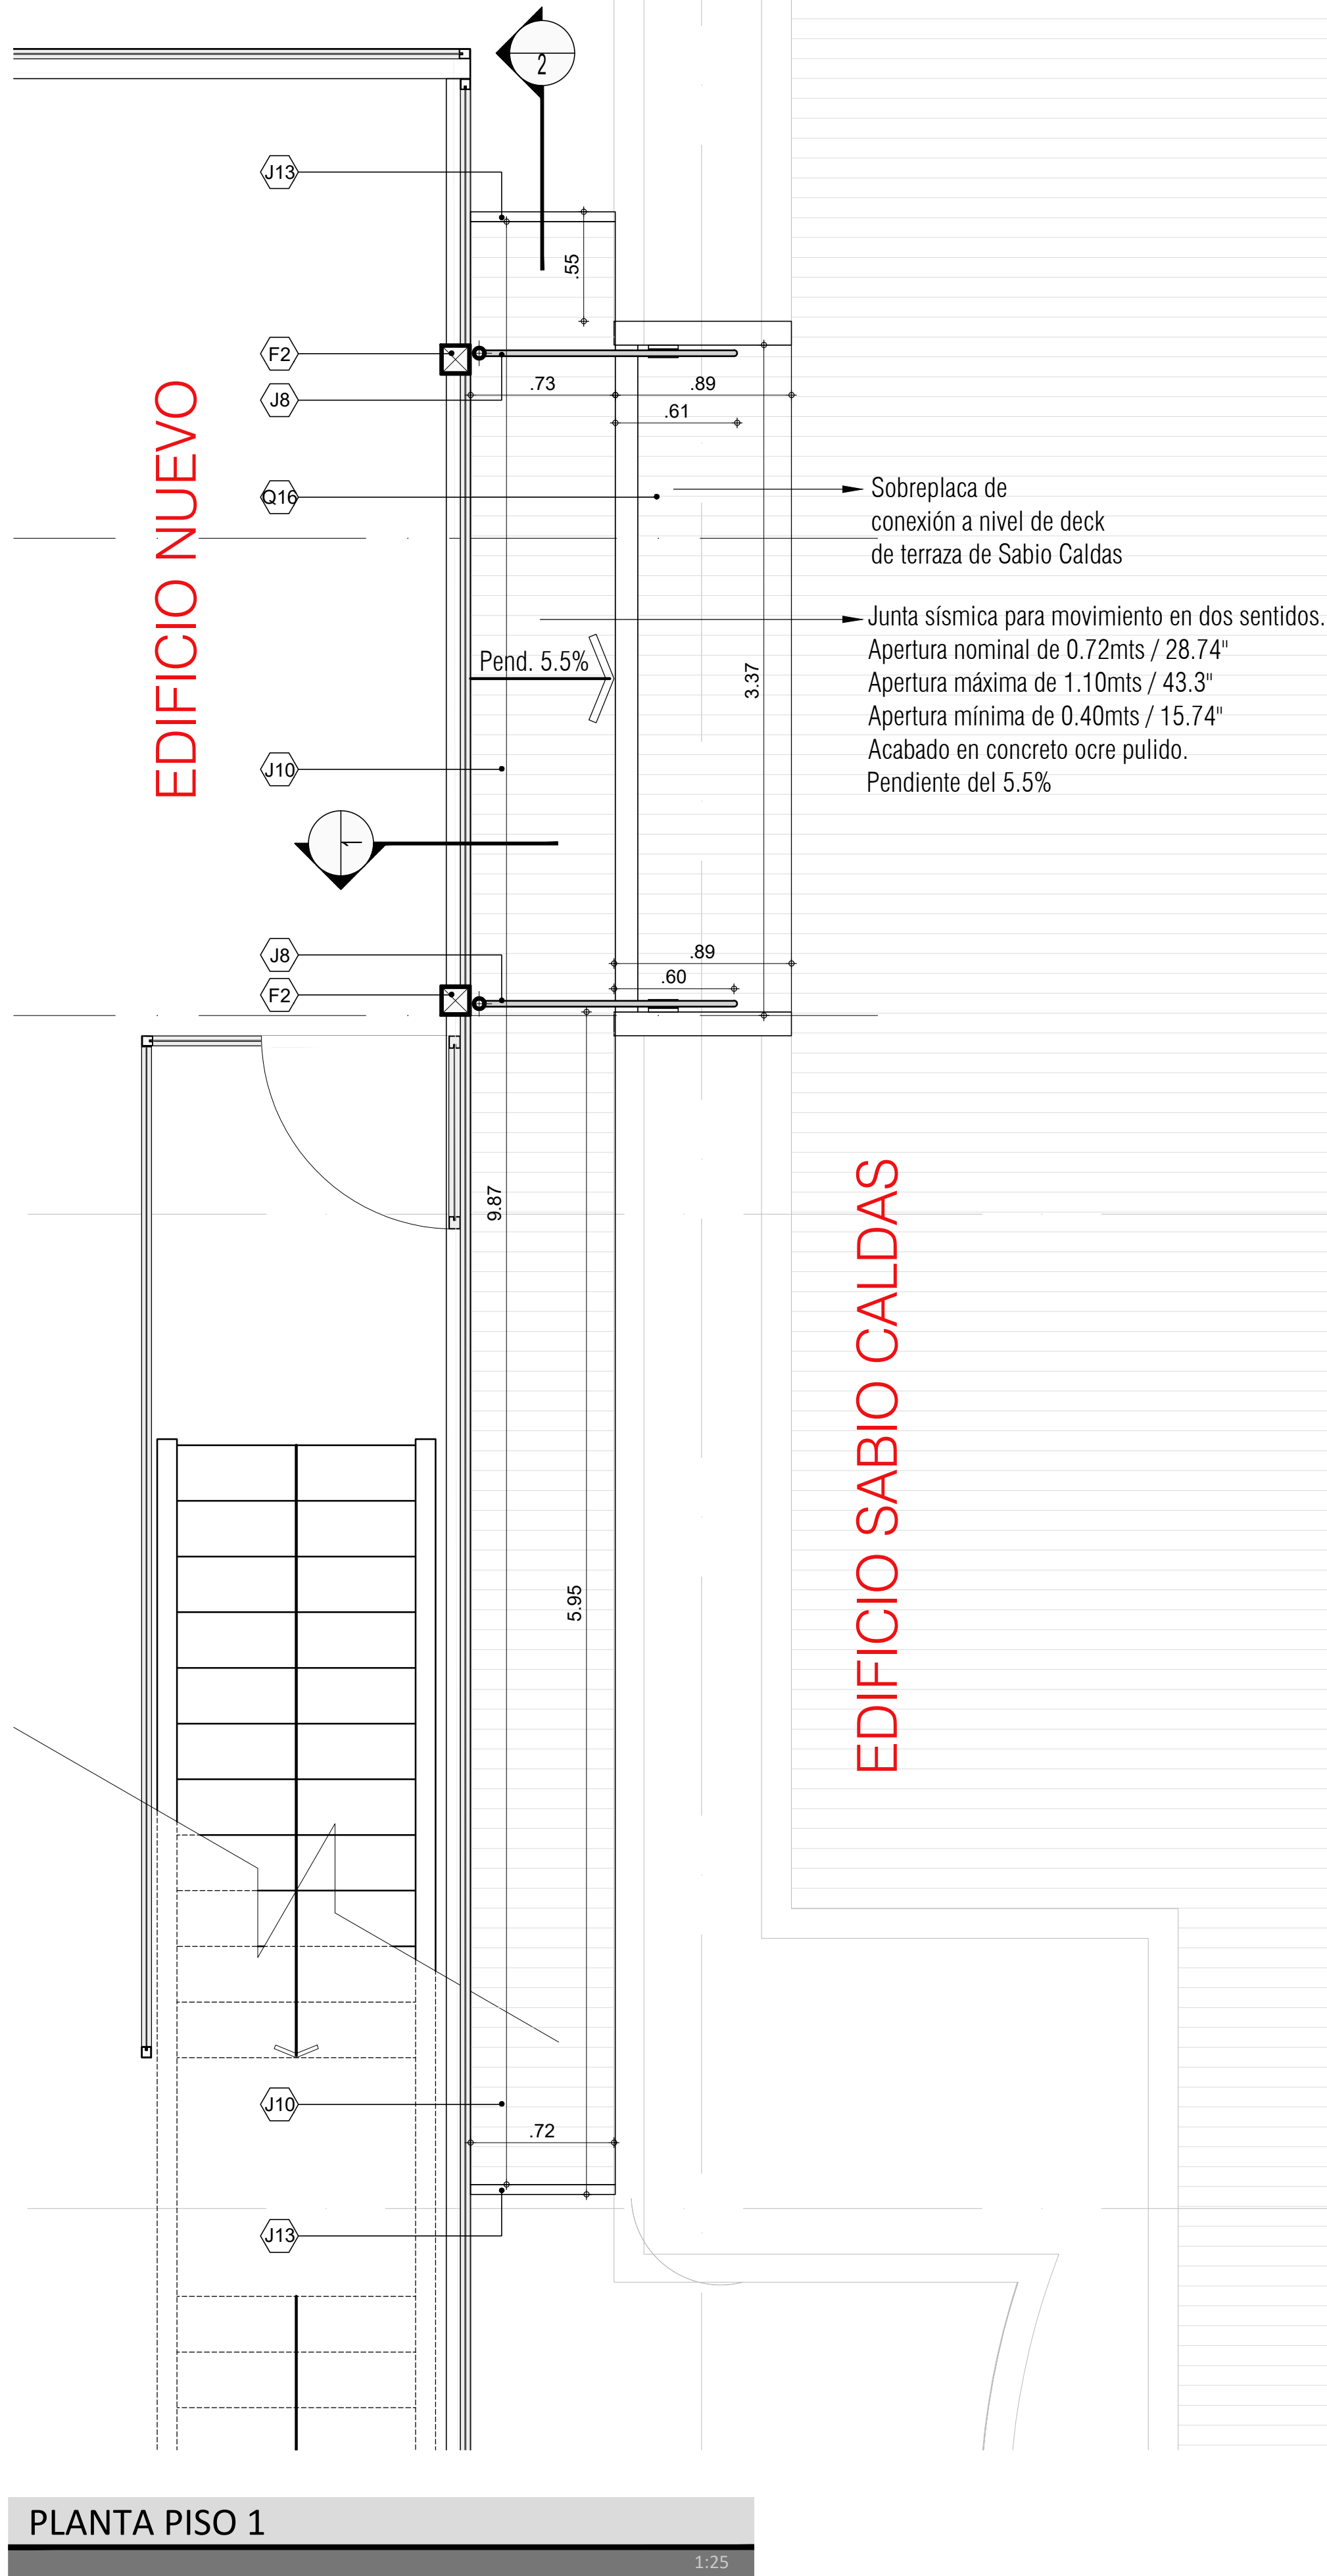 2
J13
.55
F2
J8
.73
.89
.61
EDIFICIO NUEVO
Q16
Sobreplaca de
conexión a nivel de deck
de terraza de Sabio Caldas
Junta sísmica para movimiento en dos sentidos.
Apertura nominal de 0.72mts / 28.74"
Apertura máxima de 1.10mts / 43.3"
Apertura mínima de 0.40mts / 15.74"
Acabado en concreto ocre pulido.
Pendiente del 5.5%
Pend. 5.5%
3.37
J10
1
J8
.89
.60
F2
9.87
EDIFICIO SABIO CALDAS
5.95
J10
.72
J13
PLANTA PISO 1
1:25